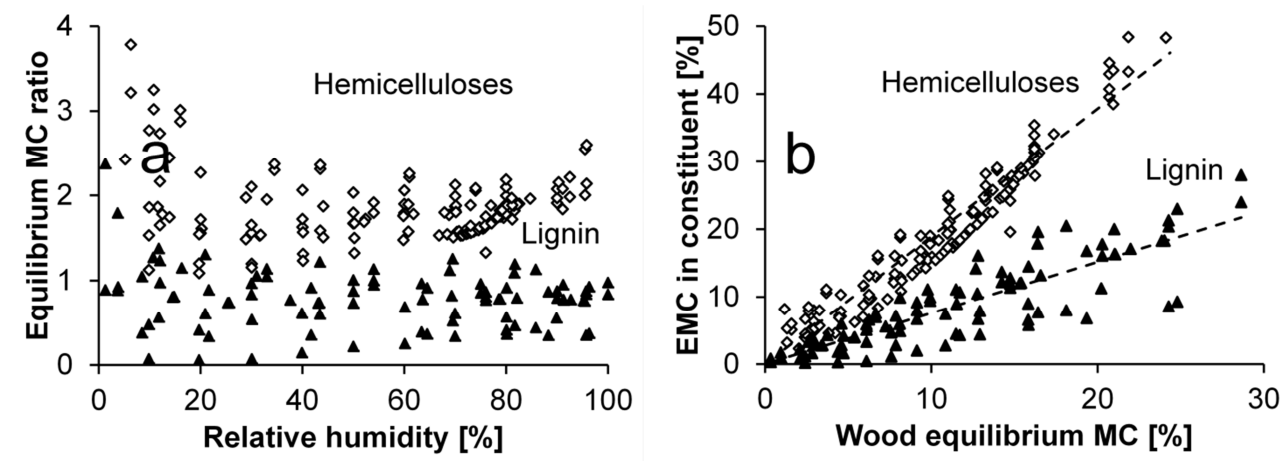 4
3
2
1
0
Equilibrium MC ratio
Hemicelluloses
a
Lignin
0 20 40 60 80 100
Relative humidity [%]
50
40
30
20
10
0
EMC in constituent [%]
Hemicelluloses
b
Lignin
0 10 20 30
Wood equilibrium MC [%]